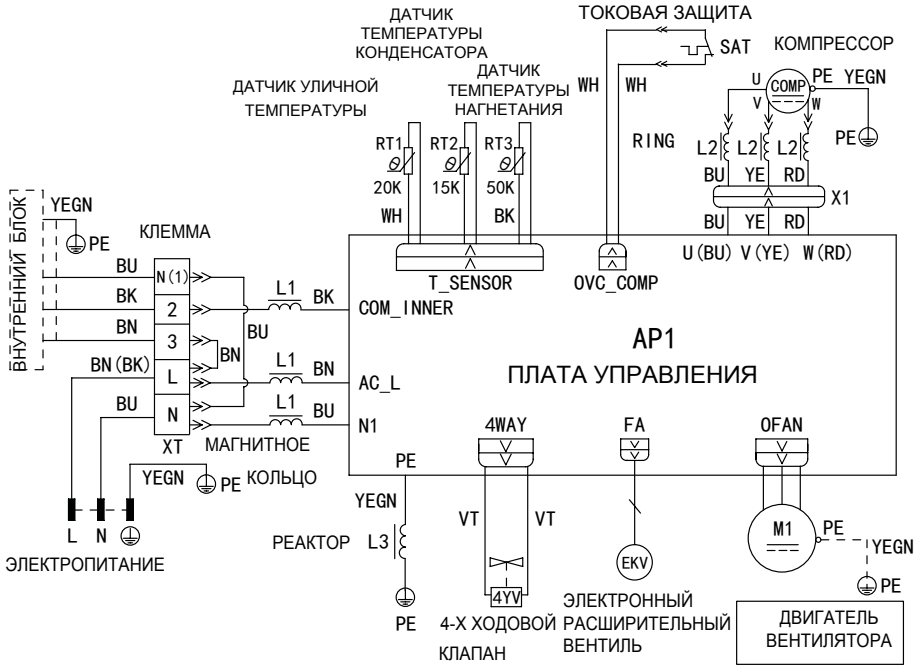 ДАТЧИК
ТЕМПЕРАТУРЫ
КОНДЕНСАТОРА
ТОКОВАЯ ЗАЩИТА
SAT
КОМПРЕССОР
ДАТЧИК УЛИЧНОЙ
ТЕМПЕРАТУРЫ
ДАТЧИК
ТЕМПЕРАТУРЫ
НАГНЕТАНИЯ
WH
WH
U
V
W
COMP
PE
YEGN
PE
RING
L2
L2
L2
BU
YE
RD
X1
BU
YE
RD
RT1
RT2
RT3
θ
θ
θ
20K
15K
50K
WH
BK
U(BU)
V(YE)
W(RD)
T_SENSOR
OVC_COMP
ВНУТРЕННИЙ БЛОК
YEGN
PE
КЛЕММА
BU
N(1)
BK
2
L1
BK
COM_INNER
BU
BN
3
BN
BN(BK)
L
L1
BN
AC_L
BU
N
L1
BU
N1
XT
МАГНИТНОЕ
КОЛЬЦО
YEGN
PE
AP1
ПЛАТА УПРАВЛЕНИЯ
PE
4WAY
FA
OFAN
L
N
ЭЛЕКТРОПИТАНИЕ
YEGN
РЕАКТОР
L3
PE
VT
VT
4YV
4-Х ХОДОВОЙ
КЛАПАН
EKV
ЭЛЕКТРОННЫЙ
РАСШИРИТЕЛЬНЫЙ
ВЕНТИЛЬ
M1
PE
YEGN
PE
ДВИГАТЕЛЬ
ВЕНТИЛЯТОРА